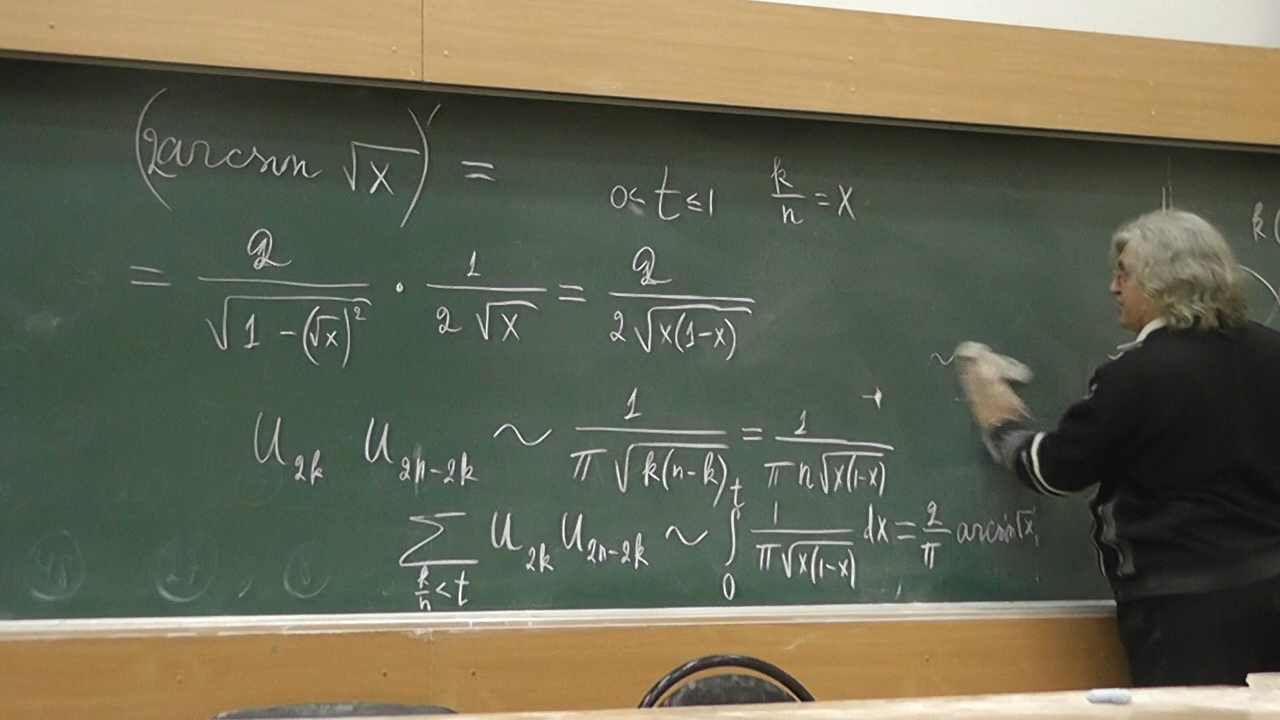 (2arcsin √x)' =
0< t ≤1 k/n = x
= 2/√(1-(√x)²) · 1/(2√x) = 2/(2√(x(1-x)))
~
U_{2k} U_{2n-2k} ~ 1/(π√(k(n-k))) = 1/(πn√(x(1-x)))
∑_{k/n<t} U_{2k} U_{2n-2k} ~ ∫_0^t 1/(π√(x(1-x))) dx = 2/π arcsin√x